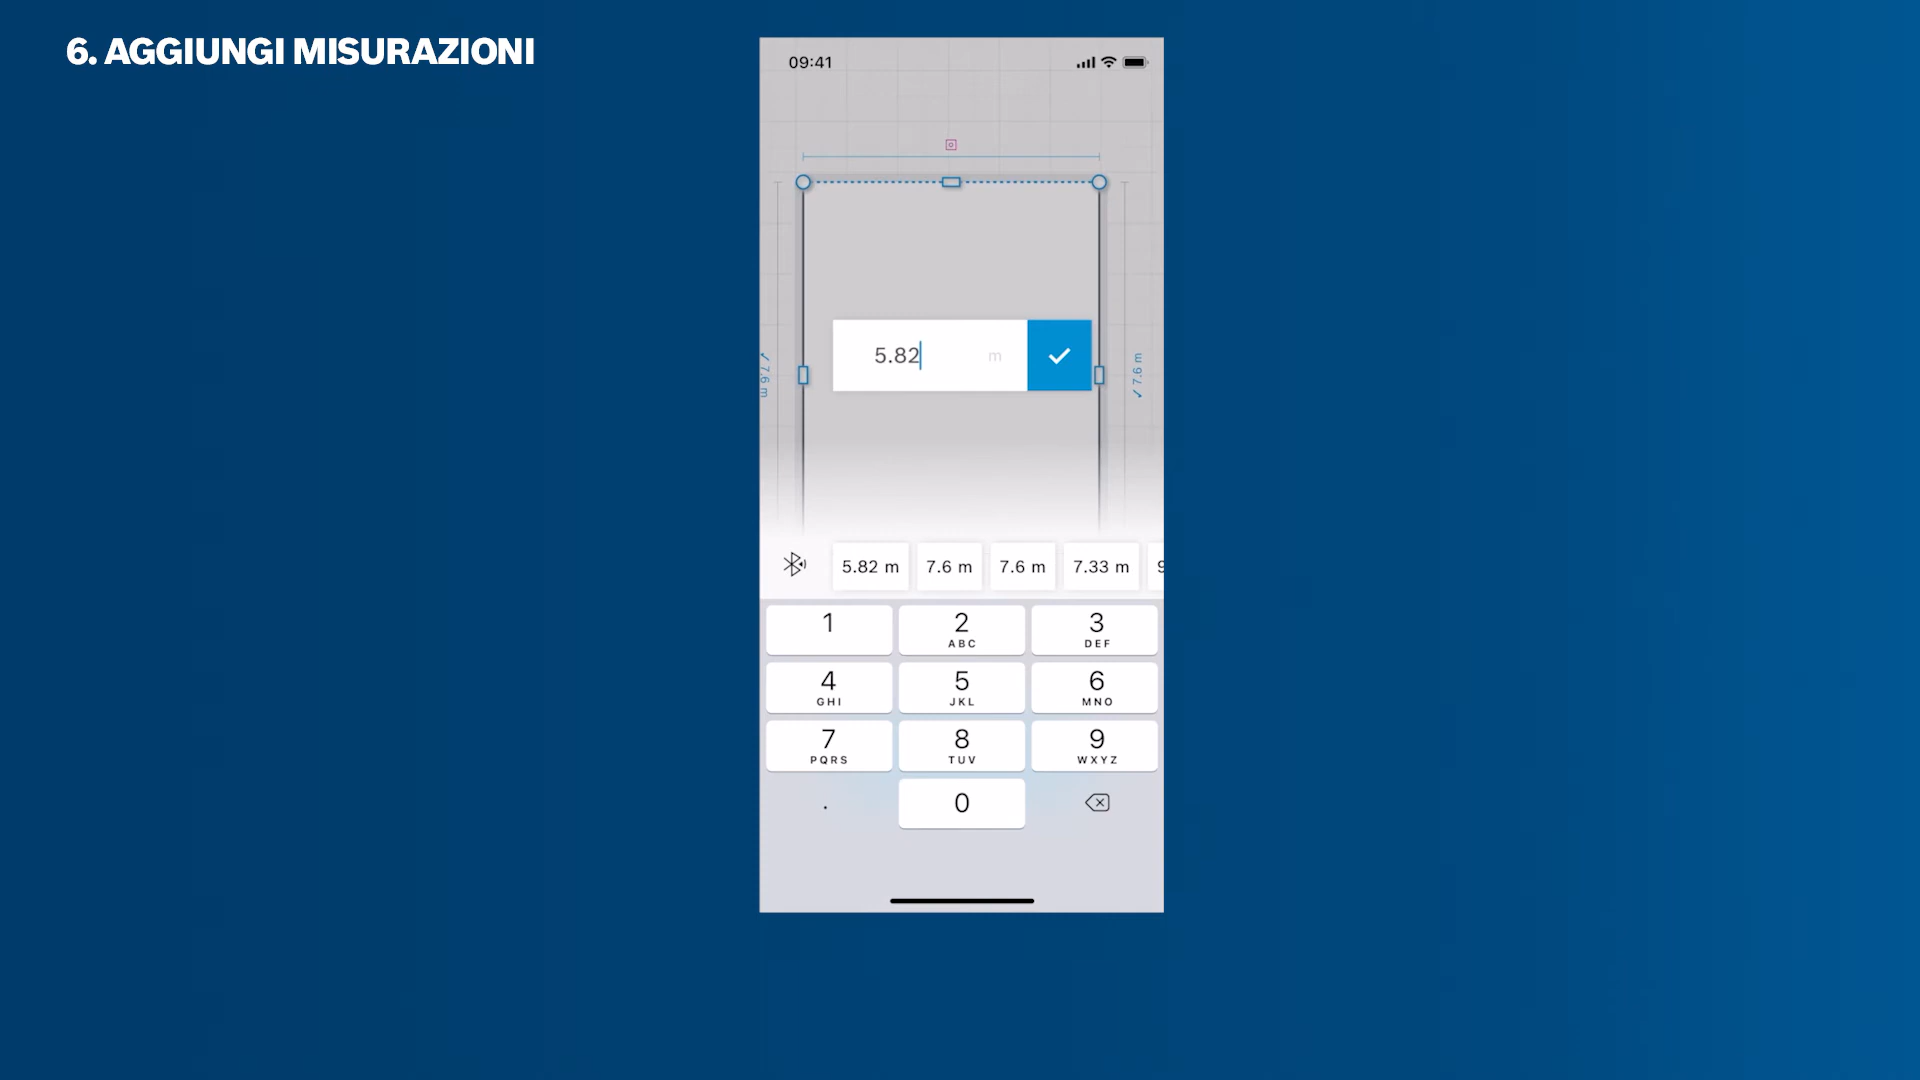 6. AGGIUNGI MISURAZIONI
09:41
5.82 m
7.6 m
7.6 m
5.82 m 7.6 m 7.6 m 7.33 m 9
1 2 3
ABC DEF
4 5 6
GHI JKL MNO
7 8 9
PQRS TUV WXYZ
. 0